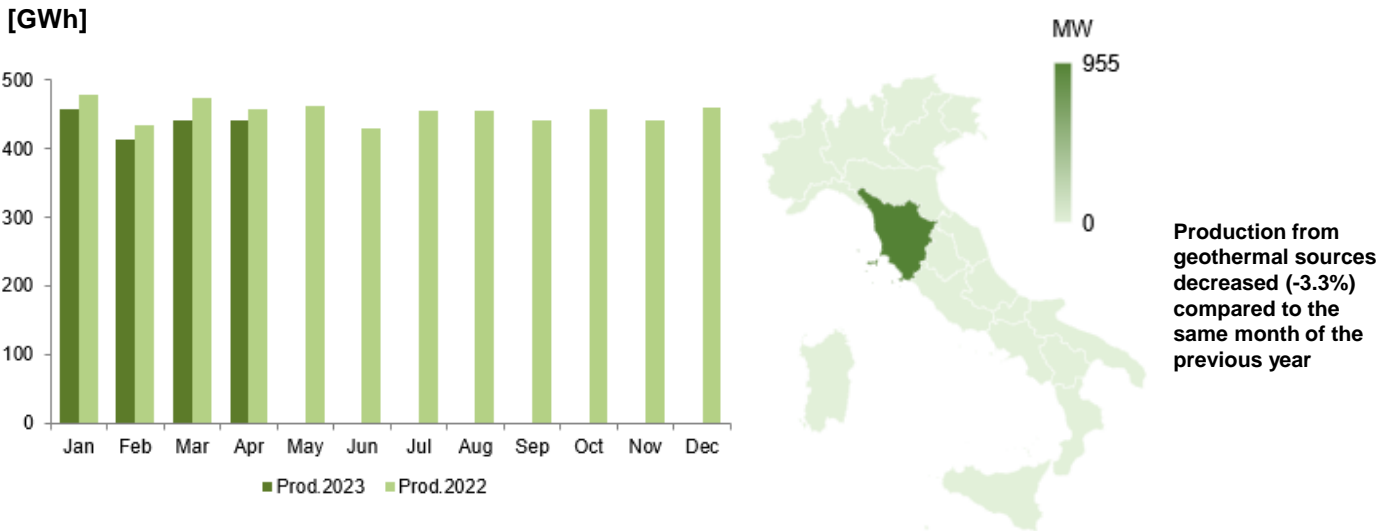 [GWh]
500
400
300
200
100
0
Jan Feb Mar Apr May Jun Jul Aug Sep Oct Nov Dec
Prod.2023 Prod.2022
MW
955
0
Production from
geothermal sources
decreased (-3.3%)
compared to the
same month of the
previous year